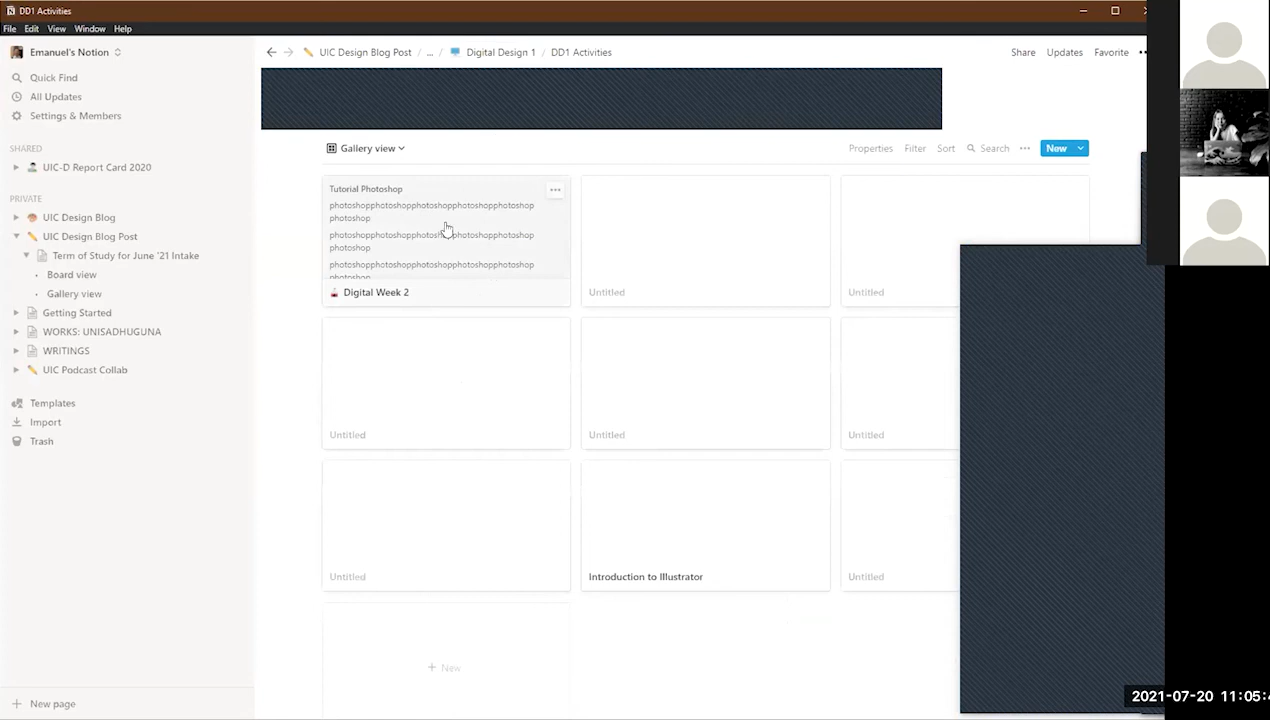 DD1 Activities
File Edit View Window Help
Emanuel's Notion
UIC Design Blog Post / ... / Digital Design 1 / DD1 Activities
Share Updates Favorite
Quick Find
All Updates
Settings & Members
SHARED
UIC-D Report Card 2020
PRIVATE
UIC Design Blog
UIC Design Blog Post
Term of Study for June '21 Intake
Board view
Gallery view
Getting Started
WORKS: UNISADHUGUNA
WRITINGS
UIC Podcast Collab
Templates
Import
Trash
New page
Gallery view
Properties Filter Sort Search New
Tutorial Photoshop
photoshopphotoshopphotoshopphotoshopphotoshop
photoshop
photoshopphotoshopphotoshopphotoshopphotoshop
photoshop
photoshopphotoshopphotoshopphotoshopphotoshop
photoshop
Digital Week 2
Untitled
Untitled
Untitled
Untitled
Untitled
Untitled
Introduction to Illustrator
Untitled
+ New
2021-07-20 11:05: